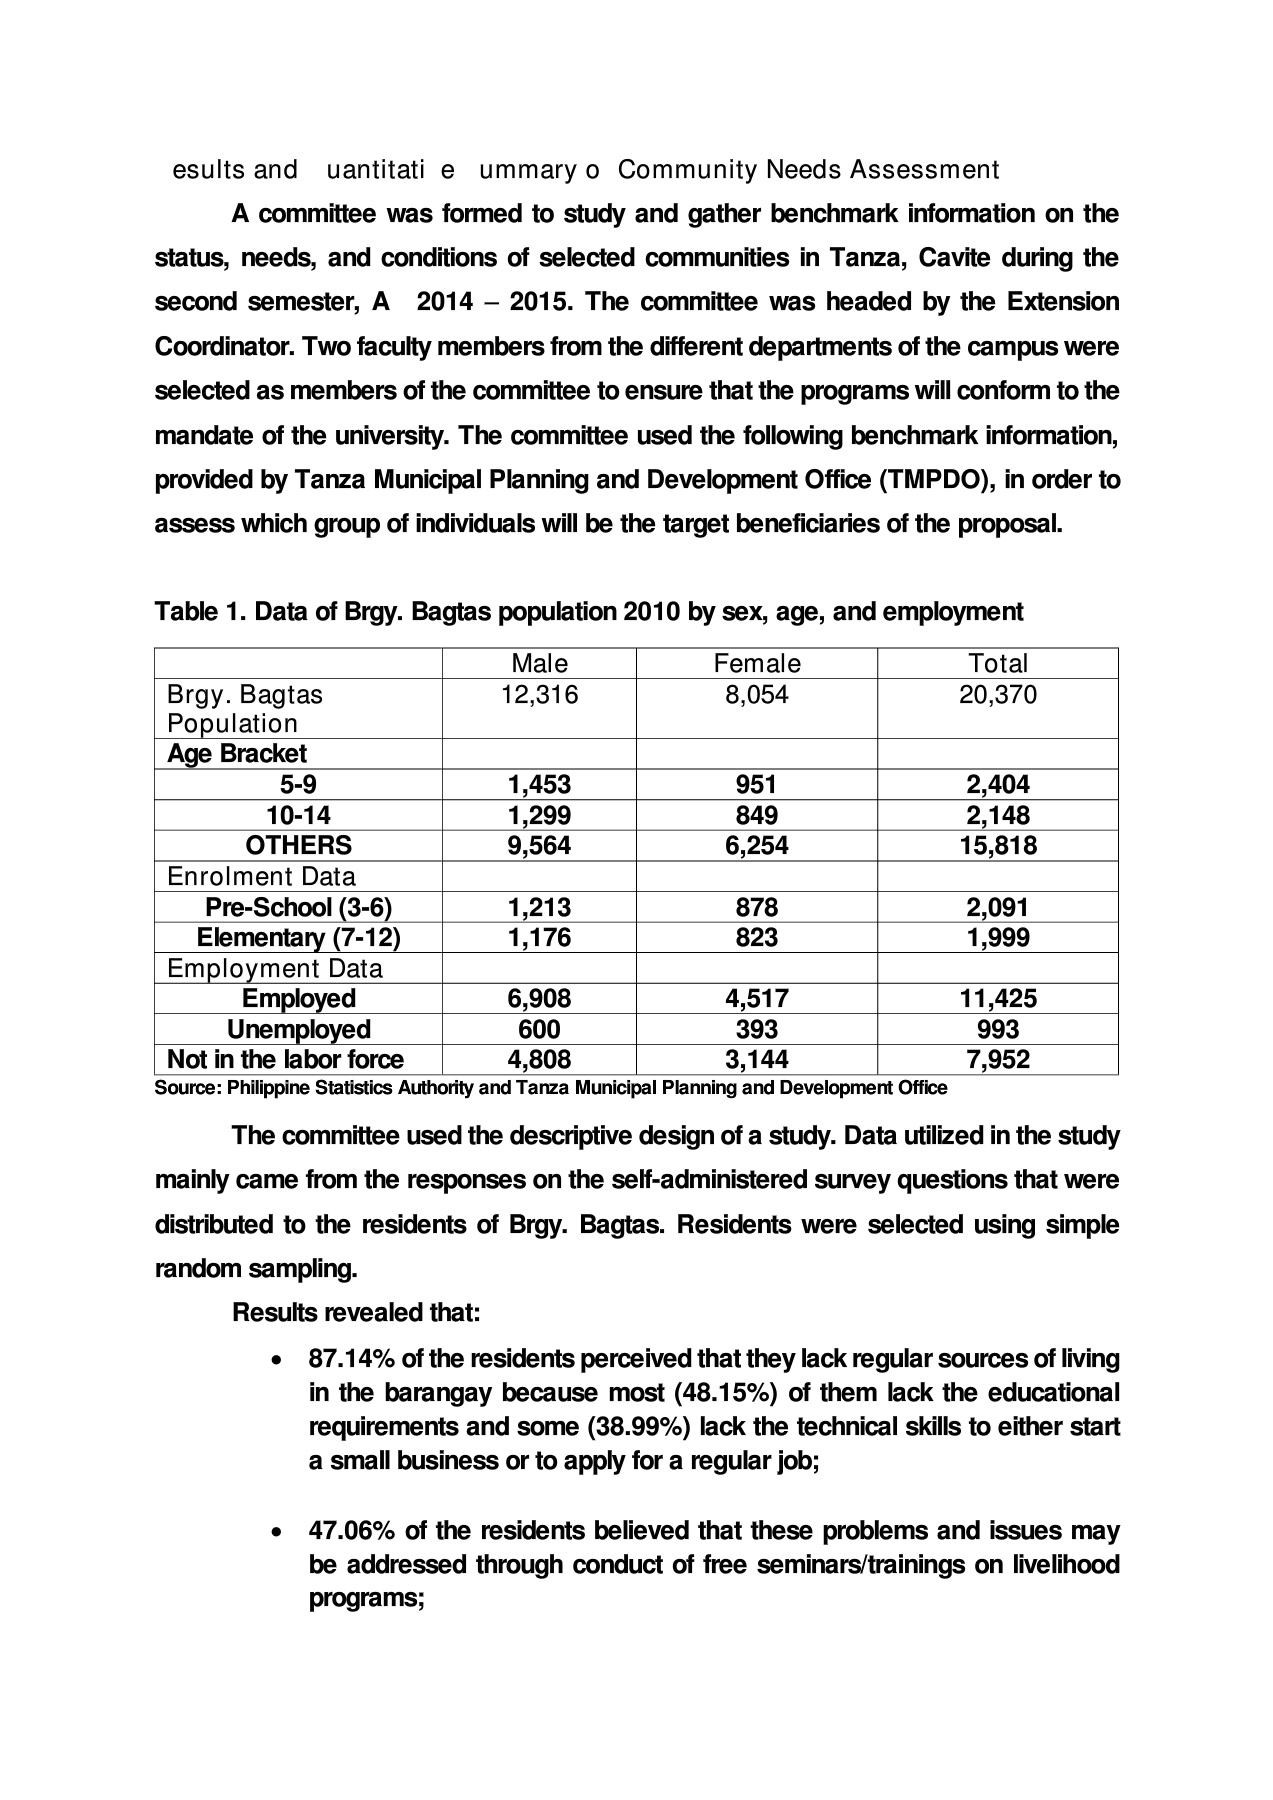 esults and uantitati e ummary o Community Needs Assessment
A committee was formed to study and gather benchmark information on the
status, needs, and conditions of selected communities in Tanza, Cavite during the
second semester, A 2014 – 2015. The committee was headed by the Extension
Coordinator. Two faculty members from the different departments of the campus were
selected as members of the committee to ensure that the programs will conform to the
mandate of the university. The committee used the following benchmark information,
provided by Tanza Municipal Planning and Development Office (TMPDO), in order to
assess which group of individuals will be the target beneficiaries of the proposal.
Table 1. Data of Brgy. Bagtas population 2010 by sex, age, and employment
Male Female Total
Brgy. Bagtas 12,316 8,054 20,370
Population
Age Bracket
5-9 1,453 951 2,404
10-14 1,299 849 2,148
OTHERS 9,564 6,254 15,818
Enrolment Data
Pre-School (3-6) 1,213 878 2,091
Elementary (7-12) 1,176 823 1,999
Employment Data
Employed 6,908 4,517 11,425
Unemployed 600 393 993
Not in the labor force 4,808 3,144 7,952
Source: Philippine Statistics Authority and Tanza Municipal Planning and Development Office
The committee used the descriptive design of a study. Data utilized in the study
mainly came from the responses on the self-administered survey questions that were
distributed to the residents of Brgy. Bagtas. Residents were selected using simple
random sampling.
Results revealed that:
• 87.14% of the residents perceived that they lack regular sources of living
in the barangay because most (48.15%) of them lack the educational
requirements and some (38.99%) lack the technical skills to either start
a small business or to apply for a regular job;
• 47.06% of the residents believed that these problems and issues may
be addressed through conduct of free seminars/trainings on livelihood
programs;